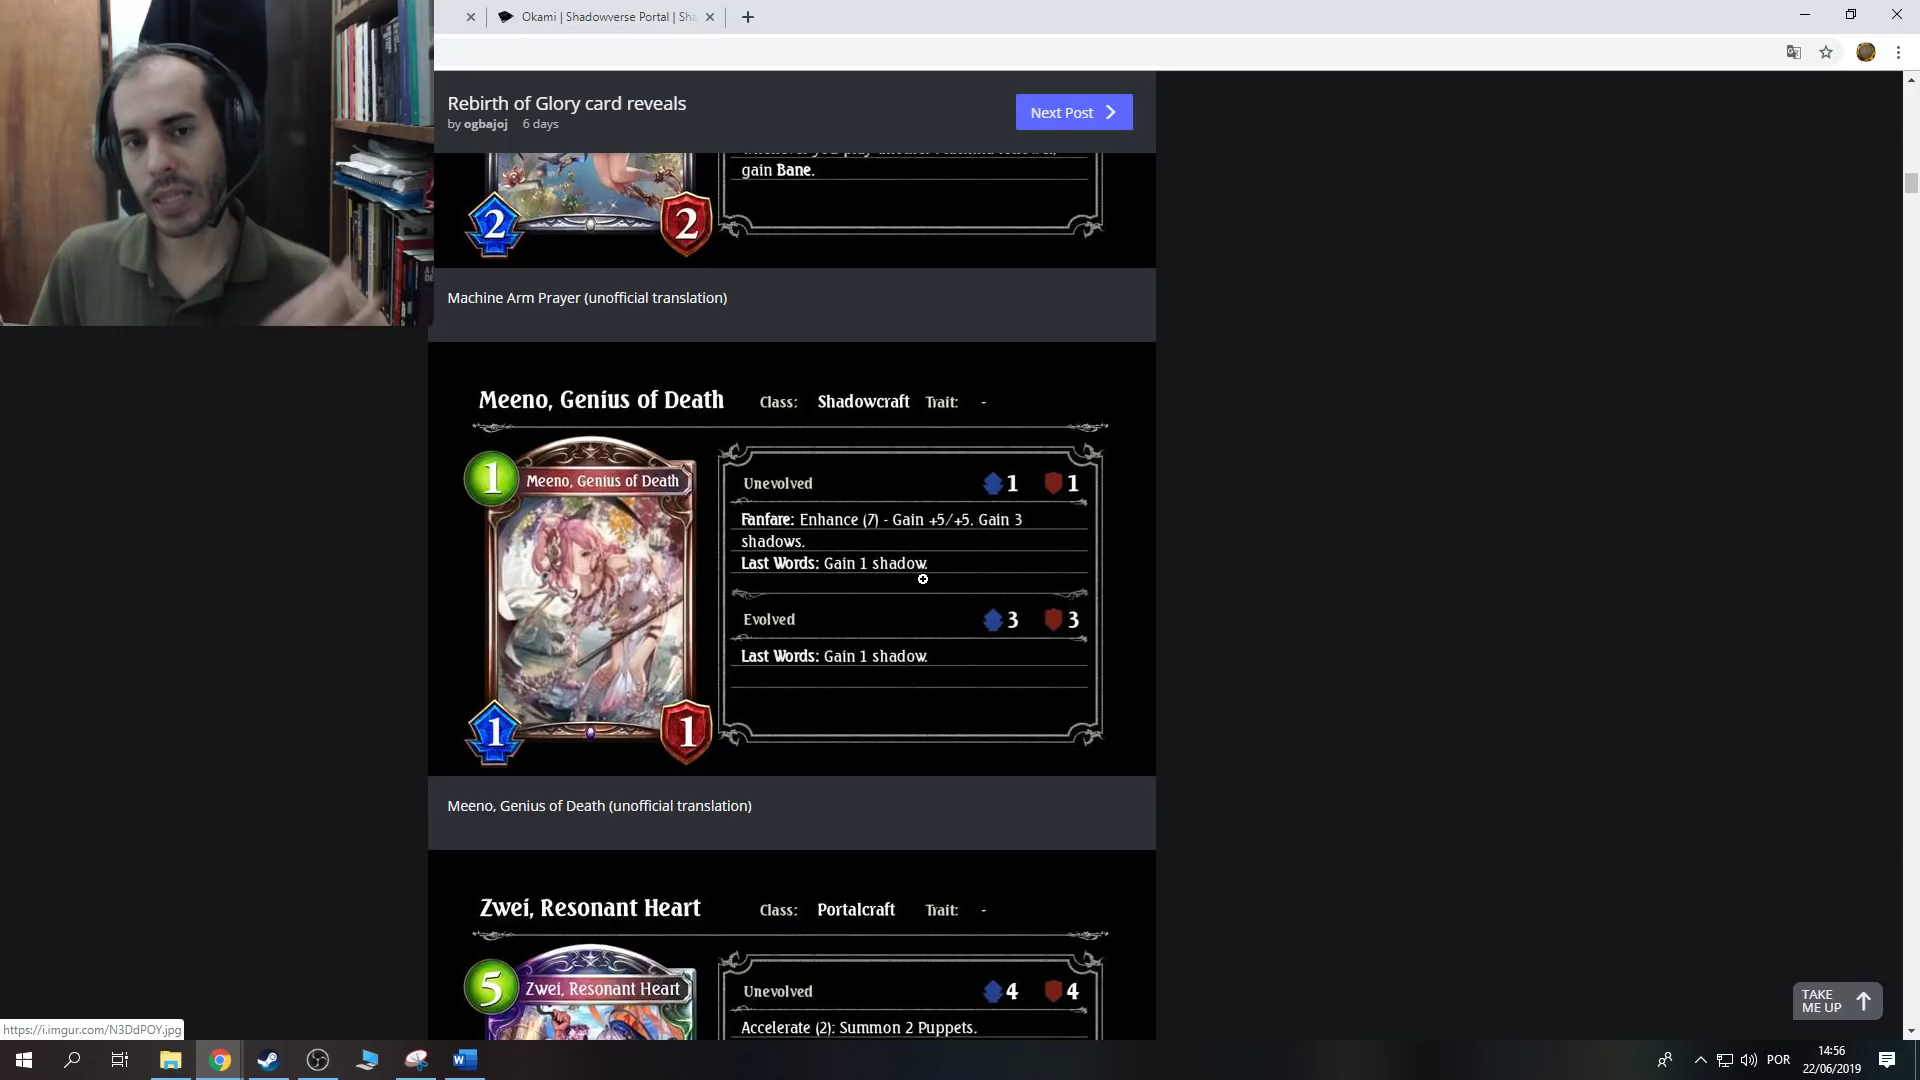 Okami | Shadowverse Portal | Sha
Rebirth of Glory card reveals
by ogbajoj 6 days
Next Post
gain Bane.
2
2
Machine Arm Prayer (unofficial translation)
Meeno, Genius of Death Class: Shadowcraft Trait: -
1
Meeno, Genius of Death
Unevolved 1 1
Fanfare: Enhance (7) - Gain +5/+5. Gain 3
shadows.
Last Words: Gain 1 shadow.
Evolved 3 3
Last Words: Gain 1 shadow.
1
1
Meeno, Genius of Death (unofficial translation)
Zwei, Resonant Heart Class: Portalcraft Trait: -
5
Zwei, Resonant Heart
Unevolved 4 4
Accelerate (2): Summon 2 Puppets.
TAKE
ME UP
https://i.imgur.com/N3DdPOY.jpg
POR
14:56
22/06/2019